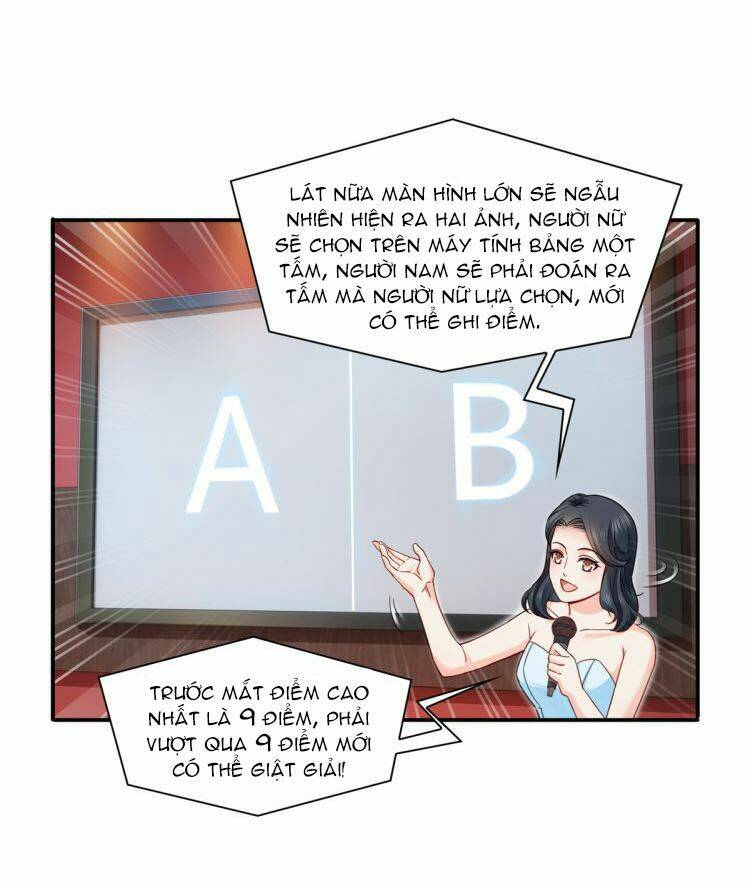 LÁT NỮA MÀN HÌNH LỚN SẼ NGẪU
NHIÊN HIỆN RA HAI ẢNH, NGƯỜI NỮ
SẼ CHỌN TRÊN MÁY TÍNH BẢNG MỘT
TẤM, NGƯỜI NAM SẼ PHẢI ĐOÁN RA
TẤM MÀ NGƯỜI NỮ LỰA CHỌN, MỚI
CÓ THỂ GHI ĐIỂM.
A B
TRƯỚC MẮT ĐIỂM CAO
NHẤT LÀ 9 ĐIỂM, PHẢI
VƯỢT QUA 9 ĐIỂM MỚI
CÓ THỂ GIẬT GIẢI!